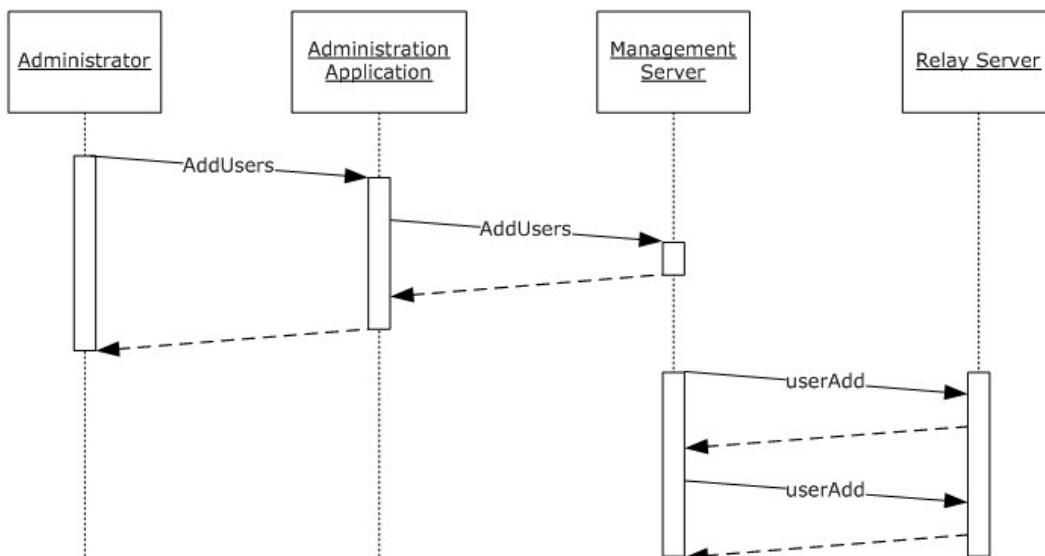 Administrator
Administration
Application
Management
Server
Relay Server
AddUsers
AddUsers
userAdd
userAdd